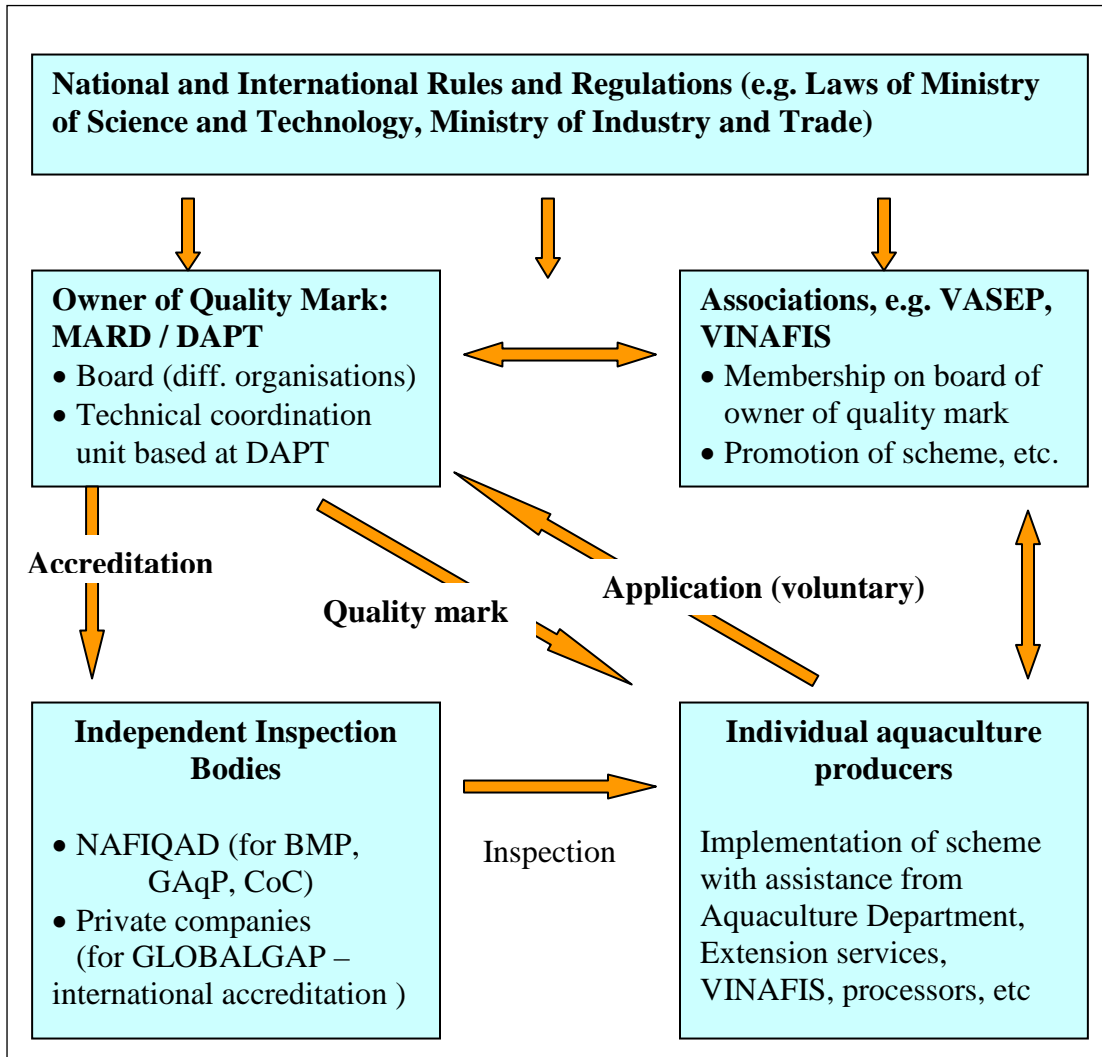 National and International Rules and Regulations (e.g. Laws of Ministry
of Science and Technology, Ministry of Industry and Trade)
Owner of Quality Mark:
MARD / DAPT
• Board (diff. organisations)
• Technical coordination
unit based at DAPT
Associations, e.g. VASEP,
VINAFIS
• Membership on board of
owner of quality mark
• Promotion of scheme, etc.
Accreditation
Quality mark
Application (voluntary)
Independent Inspection
Bodies
• NAFIQAD (for BMP,
GAqP, CoC)
• Private companies
(for GLOBALGAP –
international accreditation )
Inspection
Individual aquaculture
producers
Implementation of scheme
with assistance from
Aquaculture Department,
Extension services,
VINAFIS, processors, etc